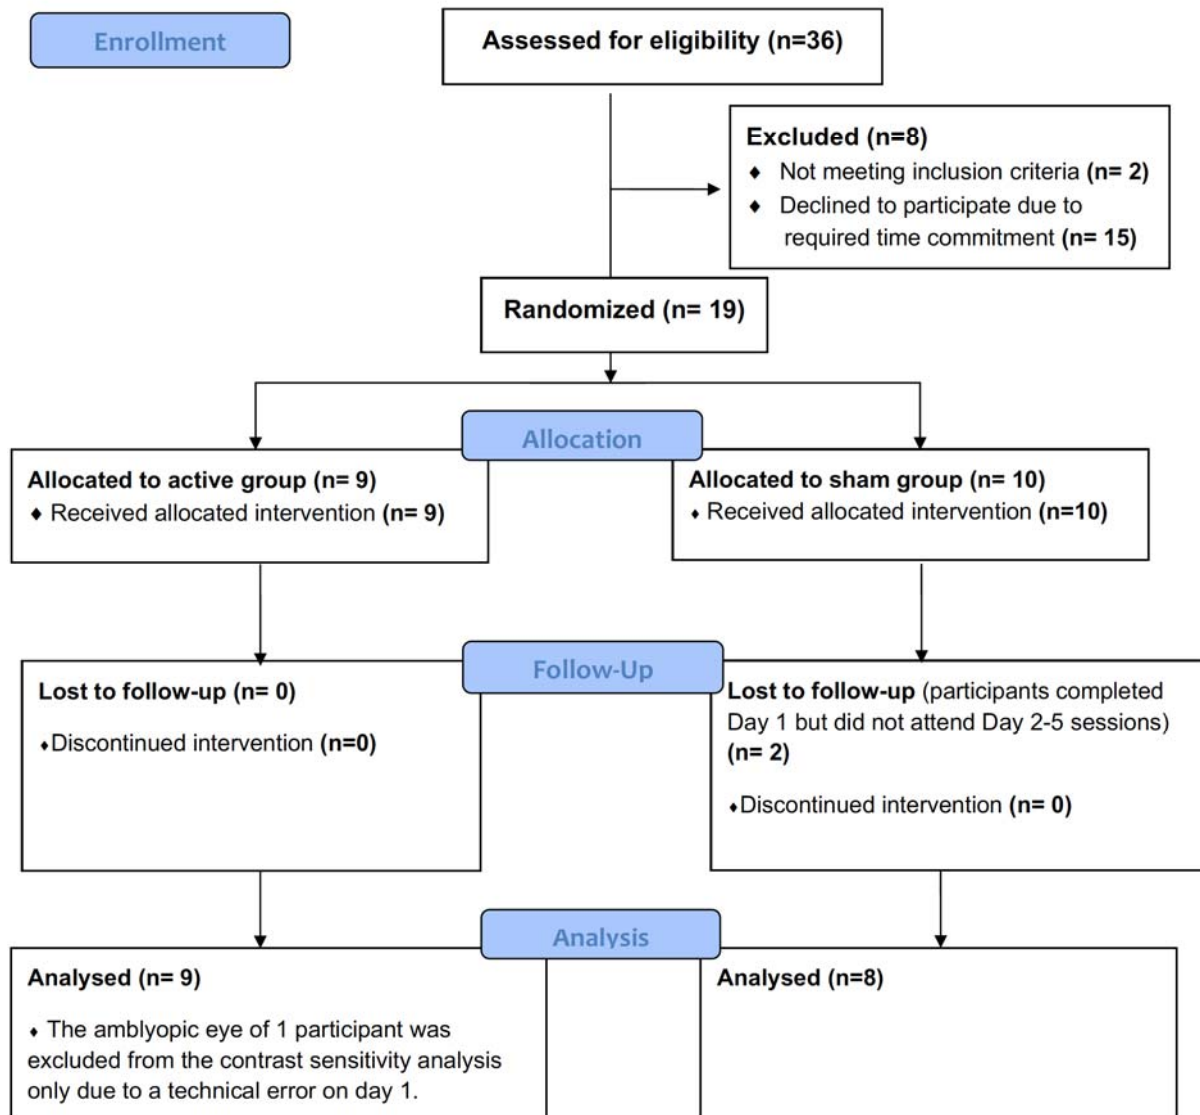 Enrollment
Assessed for eligibility (n=36)
Excluded (n=8)
♦ Not meeting inclusion criteria (n= 2)
♦ Declined to participate due to
required time commitment (n= 15)
Randomized (n= 19)
Allocation
Allocated to active group (n= 9)
♦ Received allocated intervention (n= 9)
Allocated to sham group (n= 10)
♦ Received allocated intervention (n=10)
Follow-Up
Lost to follow-up (n= 0)
♦Discontinued intervention (n=0)
Lost to follow-up (participants completed
Day 1 but did not attend Day 2-5 sessions)
(n= 2)
♦Discontinued intervention (n= 0)
Analysis
Analysed (n= 9)
♦ The amblyopic eye of 1 participant was
excluded from the contrast sensitivity analysis
only due to a technical error on day 1.
Analysed (n=8)